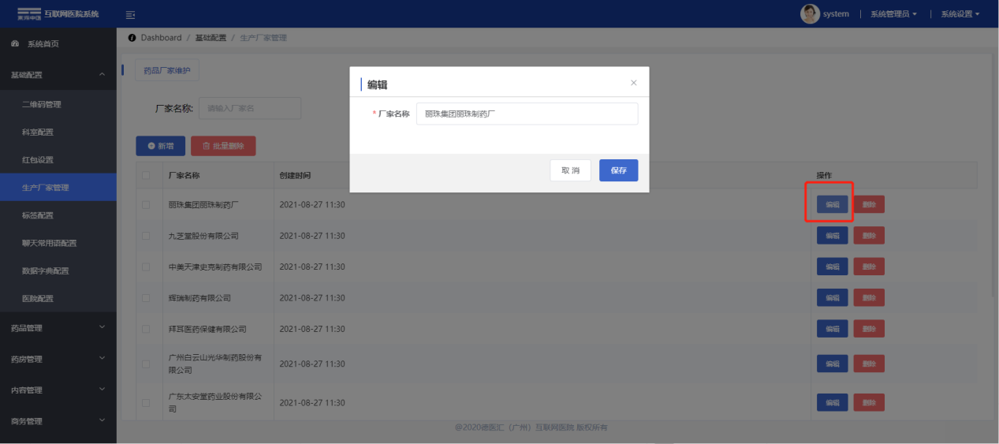 互联网医院系统
system | 系统管理员 | 系统设置
系统首页
Dashboard / 基础配置 / 生产厂家管理
基础配置
二维码管理
科室配置
红包设置
生产厂家管理
标签配置
聊天常用语配置
数据字典配置
医院配置
药品管理
药房管理
内容管理
商务管理
药品厂家维护
厂家名称: 请输入厂家名
新增 批量删除
编辑
* 厂家名称 丽珠集团丽珠制药厂
取消 保存
厂家名称 创建时间 操作
丽珠集团丽珠制药厂 2021-08-27 11:30 编辑 删除
九芝堂股份有限公司 2021-08-27 11:30 编辑 删除
中美天津史克制药有限公司 2021-08-27 11:30 编辑 删除
辉瑞制药有限公司 2021-08-27 11:30 编辑 删除
拜耳医药保健有限公司 2021-08-27 11:30 编辑 删除
广州白云山光华制药股份有
限公司 2021-08-27 11:30 编辑 删除
广东太安堂药业股份有限公
司 2021-08-27 11:30 编辑 删除
@2020德医汇（广州）互联网医院 版权所有